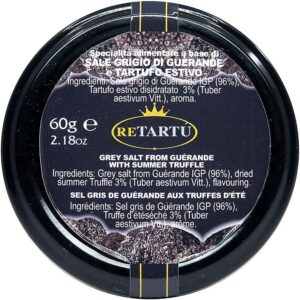 Specialità alimentare a base di
SALE GRIGIO DI GUÉRANDE
e TARTUFO ESTIVO
Ingredienti: Sale grigio di Guérande IGP (96%),
Tartufo estivo disidratato 3% (Tuber
aestivum Vitt.), aroma.
60g e
2.18oz
RETARTÙ
GREY SALT FROM GUÉRANDE
WITH SUMMER TRUFFLE
Ingredients: Grey salt from Guérande IGP (96%), dried
summer Truffle 3% (Tuber aestivum Vitt.), flavouring.
SEL GRIS DE GUÉRANDE AUX TRUFFES D'ÉTÉ
Ingrédients: Sel gris de Guérande IGP (96%),
Truffe d'étéséché 3% (Tuber
aestivum Vitt.), arôme.